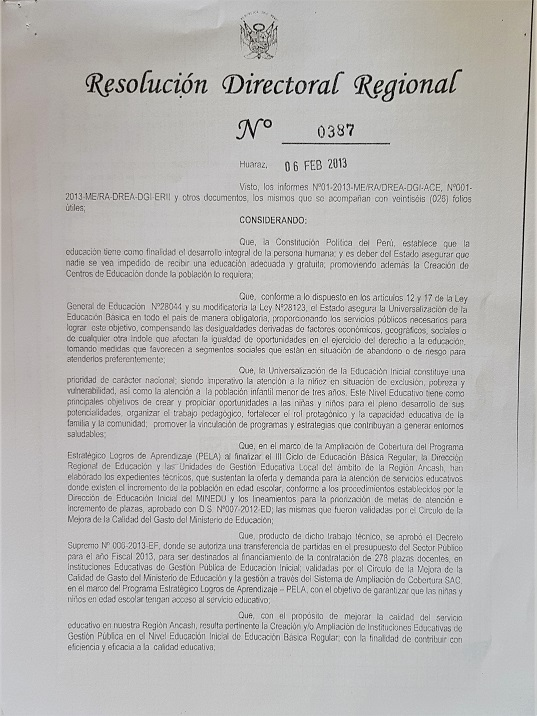 Resolución Directoral Regional
Nº 0387
Huaraz, 06 FEB 2013
Visto, los informes Nº01-2013-ME/RA/DREA-DGI-ACE, Nº001-
2013-ME/RA-DREA-DGI-ERII y otros documentos, los mismos que se acompañan con veintiséis (026) folios
útiles;
CONSIDERANDO:
Que, la Constitución Política del Perú, establece que la
educación tiene como finalidad el desarrollo integral de la persona humana; y es deber del Estado asegurar que
nadie se vea impedido de recibir una educación adecuada y gratuita; promoviendo además la Creación de
Centros de Educación donde la población lo requiera;
Que, conforme a lo dispuesto en los artículos 12 y 17 de la Ley
General de Educación Nº28044 y su modificatoria la Ley Nº28123, el Estado asegura la Universalización de la
Educación Básica en todo el país de manera obligatoria, proporcionando los servicios públicos necesarios para
lograr este objetivo, compensando las desigualdades derivadas de factores económicos, geográficos, sociales o
de cualquier otra índole que afectan la igualdad de oportunidades en el ejercicio del derecho a la educación,
tomando medidas que favorecen a segmentos sociales que están en situación de abandono o de riesgo para
atenderlos preferentemente;
Que, la Universalización de la Educación Inicial constituye una
prioridad de carácter nacional; siendo imperativo la atención a la niñez en situación de exclusión, pobreza y
vulnerabilidad, así como la atención a la población infantil menor de tres años. Este Nivel Educativo tiene como
principales objetivos de crear y propiciar oportunidades a las niñas y niños para el pleno desarrollo de sus
potencialidades, organizar el trabajo pedagógico, fortalecer el rol protagónico y la capacidad educativa de la
familia y la comunidad; promover la vinculación de programas y estrategias que contribuyan a generar entornos
saludables;
Que, en el marco de la Ampliación de Cobertura del Programa
Estratégico Logros de Aprendizaje (PELA) al finalizar el III Ciclo de Educación Básica Regular, la Dirección
Regional de Educación y las Unidades de Gestión Educativa Local del ámbito de la Región Ancash, han
elaborado los expedientes técnicos, que sustentan la oferta y demanda para la atención de servicios educativos
donde existen el incremento de la población en edad escolar, conforme a los procedimientos establecidos por la
Dirección de Educación Inicial del MINEDU y los lineamientos para la priorización de metas de atención e
incremento de plazas, aprobado con D.S. Nº007-2012-ED; las mismas que fueron validadas por el Circulo de la
Mejora de la Calidad del Gasto del Ministerio de Educación;
Que, producto de dicho trabajo técnico, se aprobó el Decreto
Supremo Nº 006-2013-EF, donde se autoriza una transferencia de partidas en el presupuesto del Sector Público
para el año Fiscal 2013, para ser destinados al financiamiento de la contratación de 278 plazas docentes, en
Instituciones Educativas de Gestión Pública de Educación Inicial; validadas por el Circulo de la Mejora de la
Calidad de Gasto del Ministerio de Educación y la gestión a través del Sistema de Ampliación de Cobertura SAC,
en el marco del Programa Estratégico Logros de Aprendizaje – PELA, con el objetivo de garantizar que las niñas y
niños en edad escolar tengan acceso al servicio educativo;
Que, con el propósito de mejorar la calidad del servicio
educativo en nuestra Región Ancash, resulta pertinente la Creación y/o Ampliación de Instituciones Educativas de
Gestión Pública en el Nivel Educación Inicial de Educación Básica Regular; con la finalidad de contribuir con
eficiencia y eficacia a la calidad educativa.